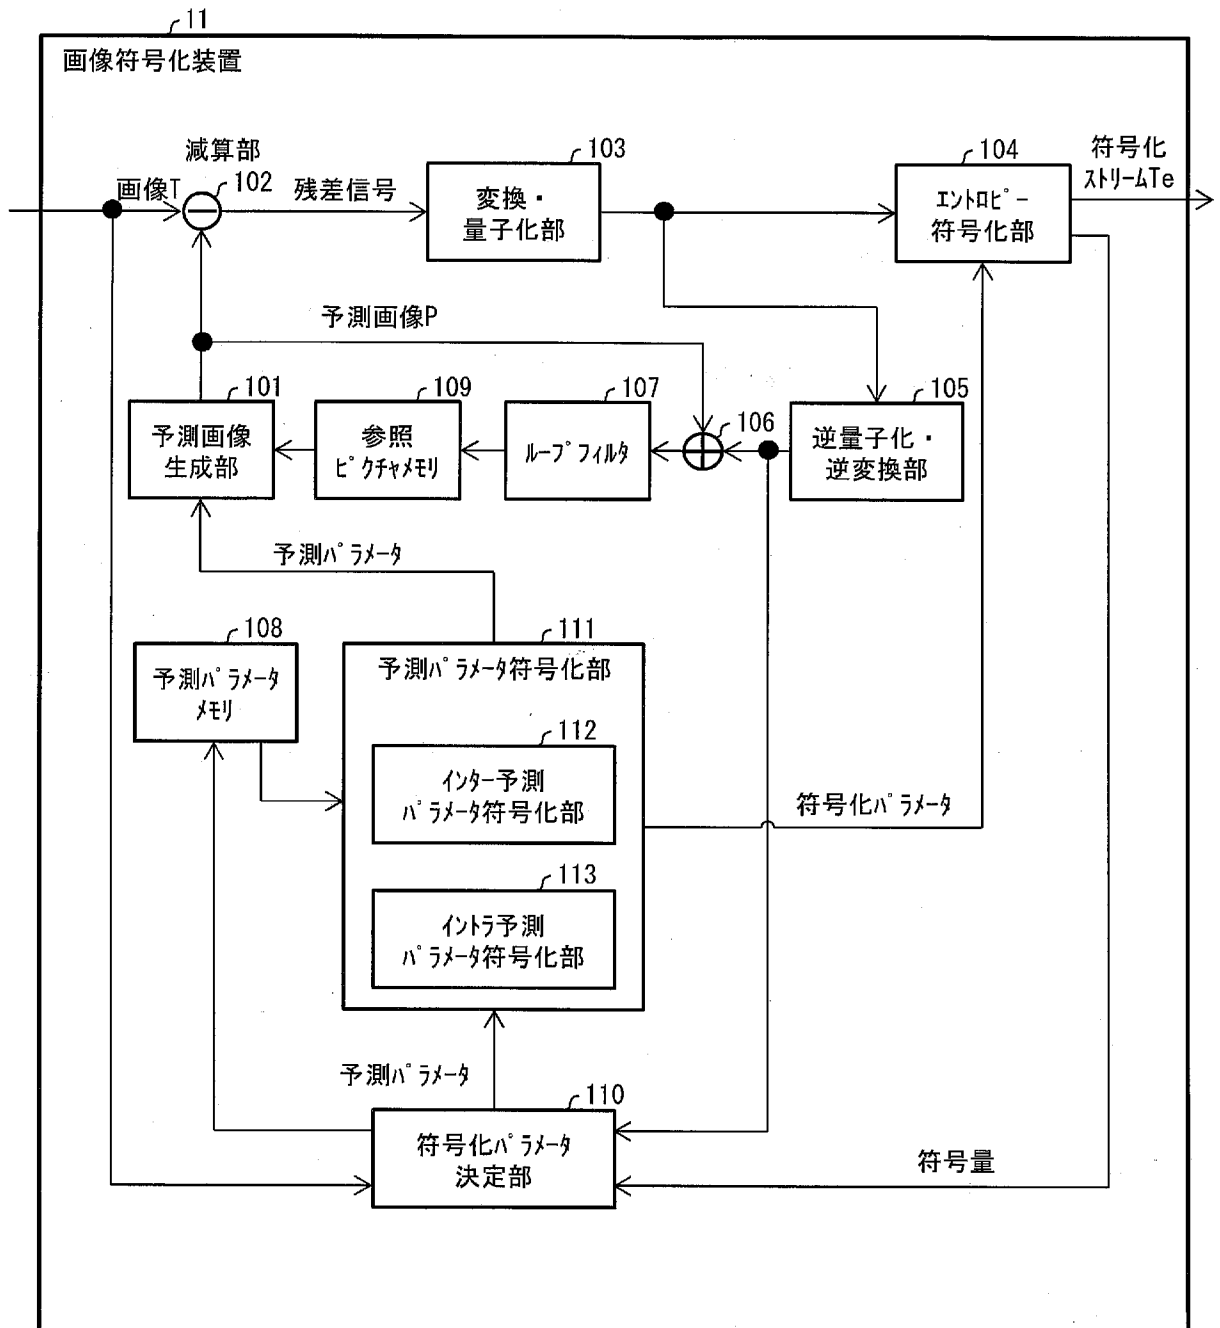 11
画像符号化装置
減算部
102
画像T
残差信号
103
変換・
量子化部
104
エントロピー
符号化部
符号化
ストリームTe
予測画像P
101
予測画像
生成部
109
参照
ピクチャメモリ
107
ループフィルタ
106
105
逆量子化・
逆変換部
予測パラメータ
108
予測パラメータ
メモリ
111
予測パラメータ符号化部
112
インター予測
パラメータ符号化部
113
イントラ予測
パラメータ符号化部
符号化パラメータ
予測パラメータ
110
符号化パラメータ
決定部
符号量